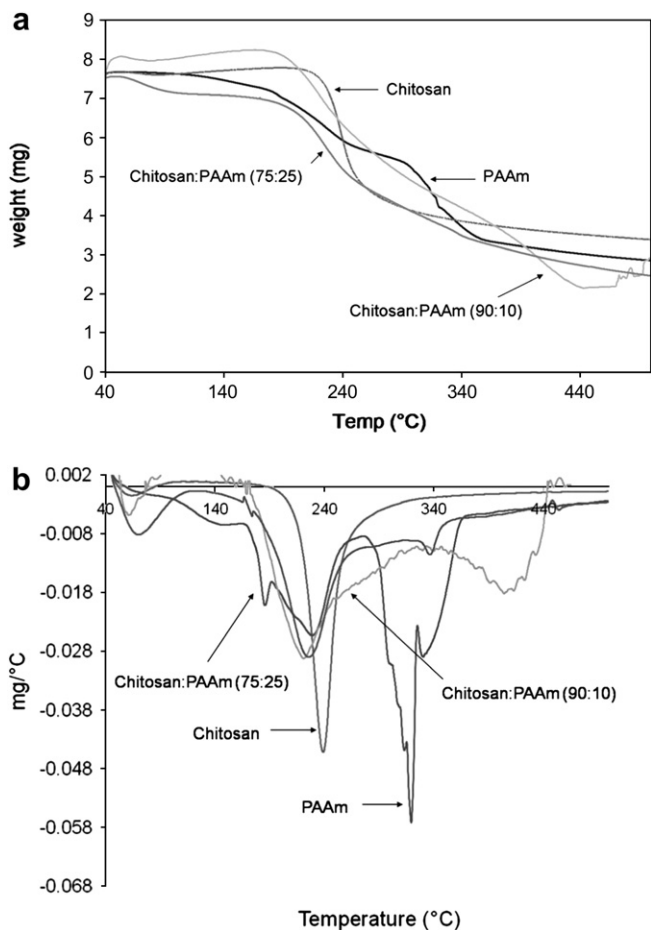 a
9
8
7
6
5
4
3
2
1
0
weight (mg)
Chitosan
Chitosan:PAAm (75:25)
PAAm
Chitosan:PAAm (90:10)
40 140 240 340 440
Temp (°C)
b
0.002
-0.008
-0.018
-0.028
-0.038
-0.048
-0.058
-0.068
mg/°C
40 140 240 340 440
Chitosan:PAAm (75:25)
Chitosan:PAAm (90:10)
Chitosan
PAAm
Temperature (°C)